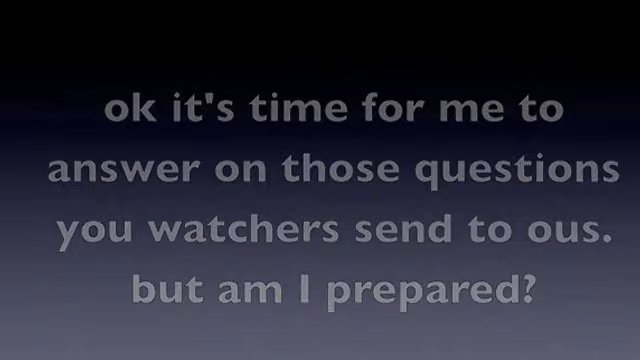 ok it's time for me to
answer on those questions
you watchers send to ous.
but am I prepared?